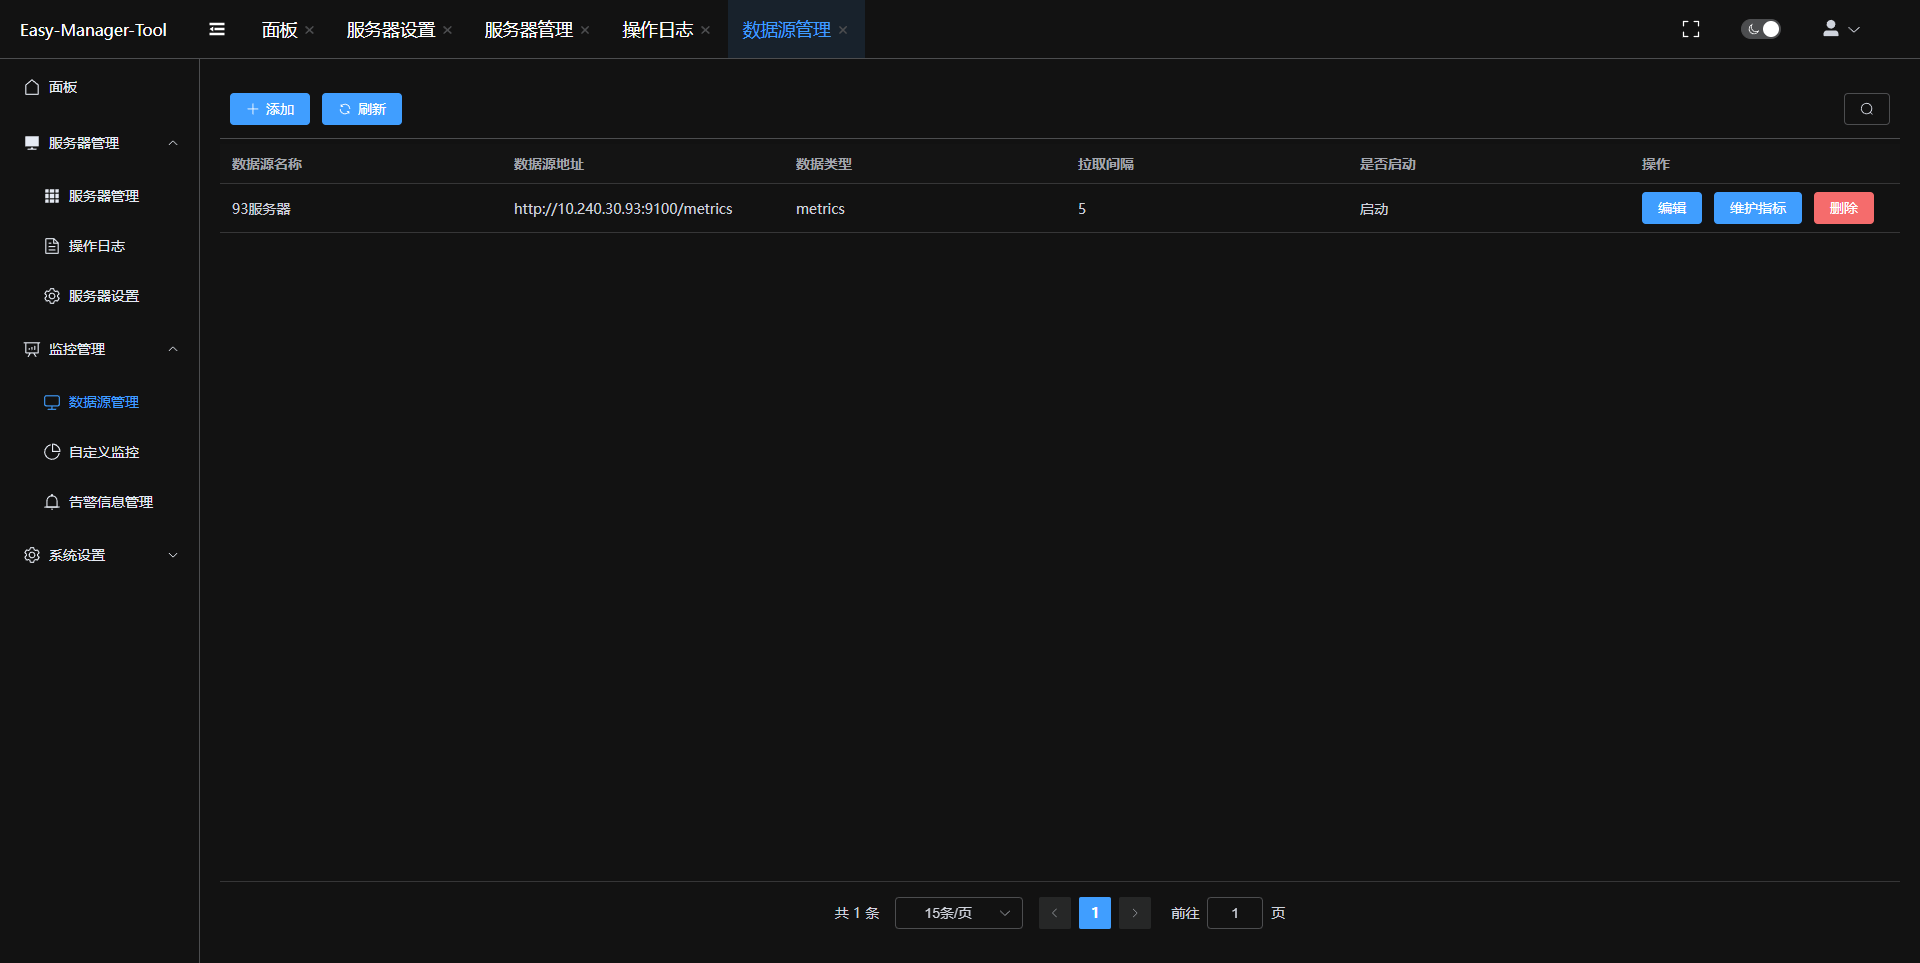 Easy-Manager-Tool
面板
服务器设置
服务器管理
操作日志
数据源管理
面板
服务器管理
服务器管理
操作日志
服务器设置
监控管理
数据源管理
自定义监控
告警信息管理
系统设置
添加 刷新
数据源名称 数据源地址 数据类型 拉取间隔 是否启动 操作
93服务器 http://10.240.30.93:9100/metrics metrics 5 启动 编辑 维护指标 删除
共 1 条 15条/页 1 前往 1 页